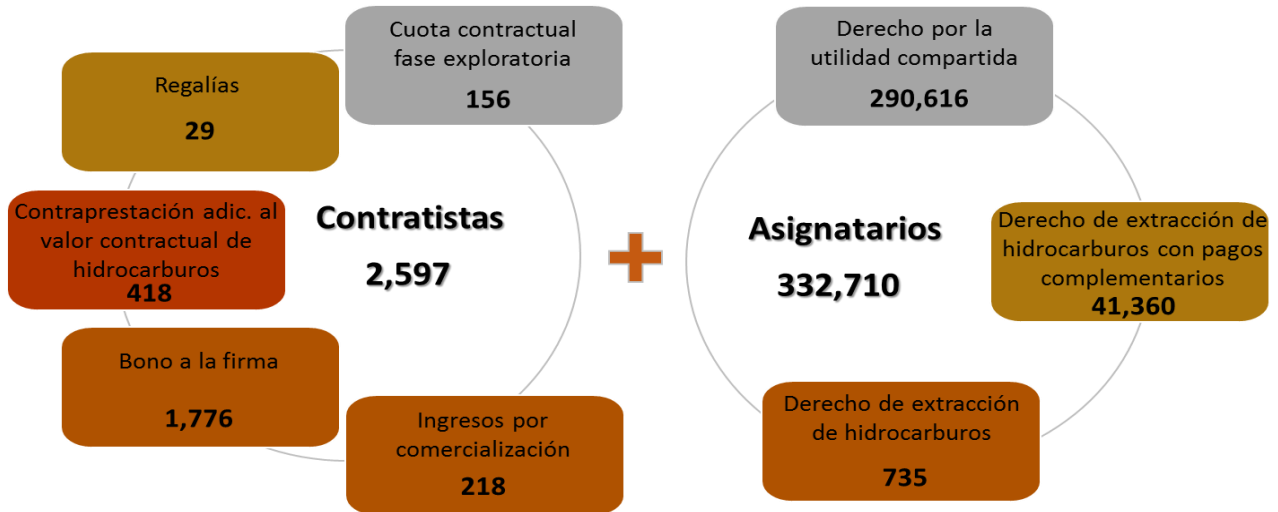 Cuota contractual
fase exploratoria
156
Regalías
29
Contraprestación adic. al
valor contractual de
hidrocarburos
418
Bono a la firma
1,776
Ingresos por
comercialización
218
Contratistas
2,597
Asignatarios
332,710
Derecho por la
utilidad compartida
290,616
Derecho de extracción de
hidrocarburos con pagos
complementarios
41,360
Derecho de extracción
de hidrocarburos
735